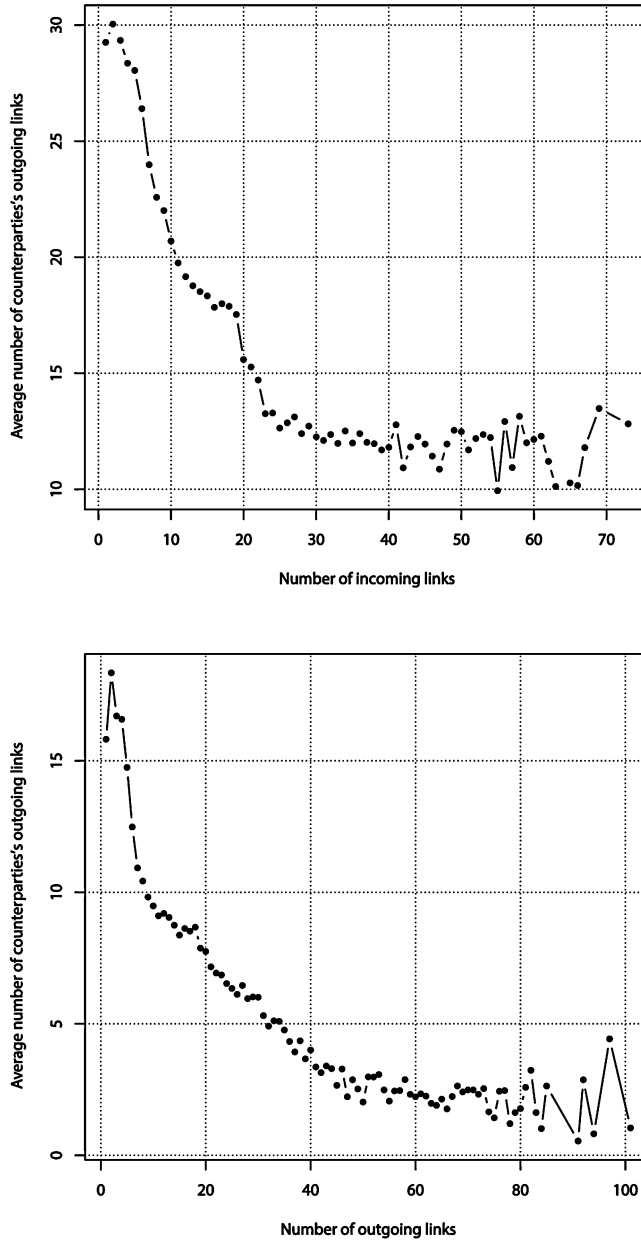 Average number of counterparties's outgoing links
30
25
20
15
10
0 10 20 30 40 50 60 70
Number of incoming links
Average number of counterparties's outgoing links
15
10
5
0
0 20 40 60 80 100
Number of outgoing links